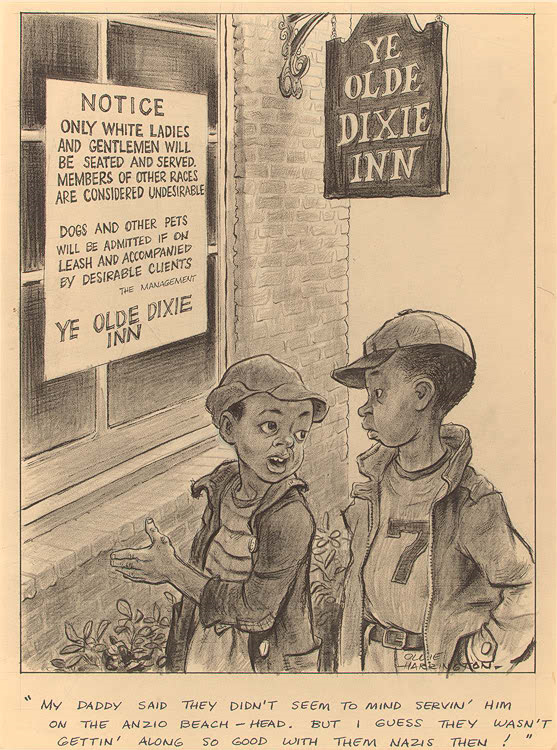 NOTICE
ONLY WHITE LADIES
AND GENTLEMEN WILL
BE SEATED AND SERVED.
MEMBERS OF OTHER RACES
ARE CONSIDERED UNDESIRABLE
DOGS AND OTHER PETS
WILL BE ADMITTED IF ON
LEASH AND ACCOMPANIED
BY DESIRABLE CLIENTS
THE MANAGEMENT
YE OLDE DIXIE
INN
YE
OLDE
DIXIE
INN
7
OLLIE
HARRINGTON-
"MY DADDY SAID THEY DIDN'T SEEM TO MIND SERVIN' HIM
ON THE ANZIO BEACH-HEAD. BUT I GUESS THEY WASN'T
GETTIN' ALONG SO GOOD WITH THEM NAZIS THEN!"